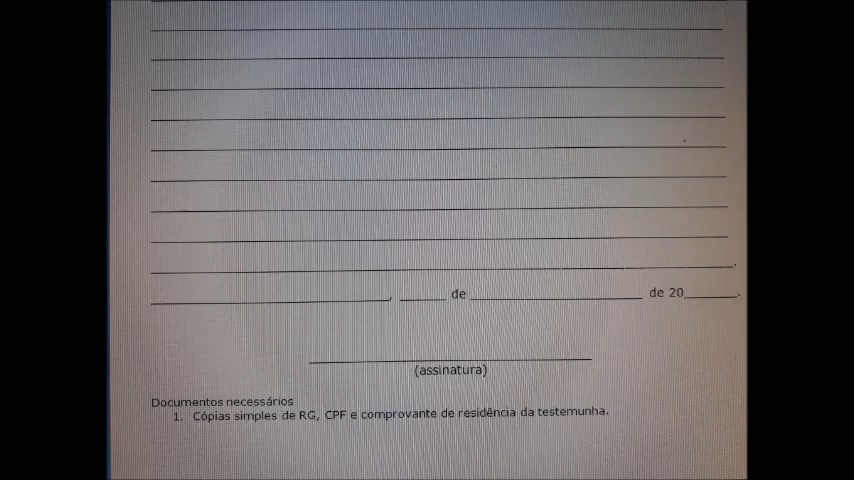 , de de 20 .
(assinatura)
Documentos necessários
1. Cópias simples de RG, CPF e comprovante de residência da testemunha.